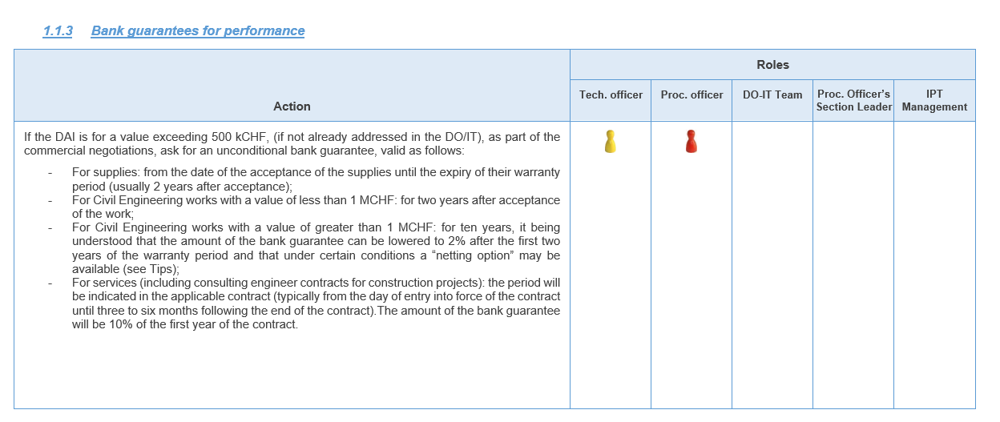 1.1.3 Bank guarantees for performance
Roles
Action
Tech. officer
Proc. officer
DO-IT Team
Proc. Officer's
Section Leader
IPT
Management
If the DAI is for a value exceeding 500 kCHF, (if not already addressed in the DO/IT), as part of the
commercial negotiations, ask for an unconditional bank guarantee, valid as follows:
- For supplies: from the date of the acceptance of the supplies until the expiry of their warranty
period (usually 2 years after acceptance);
- For Civil Engineering works with a value of less than 1 MCHF: for two years after acceptance
of the work;
- For Civil Engineering works with a value of greater than 1 MCHF: for ten years, it being
understood that the amount of the bank guarantee can be lowered to 2% after the first two
years of the warranty period and that under certain conditions a “netting option” may be
available (see Tips);
- For services (including consulting engineer contracts for construction projects): the period will
be indicated in the applicable contract (typically from the day of entry into force of the contract
until three to six months following the end of the contract).The amount of the bank guarantee
will be 10% of the first year of the contract.